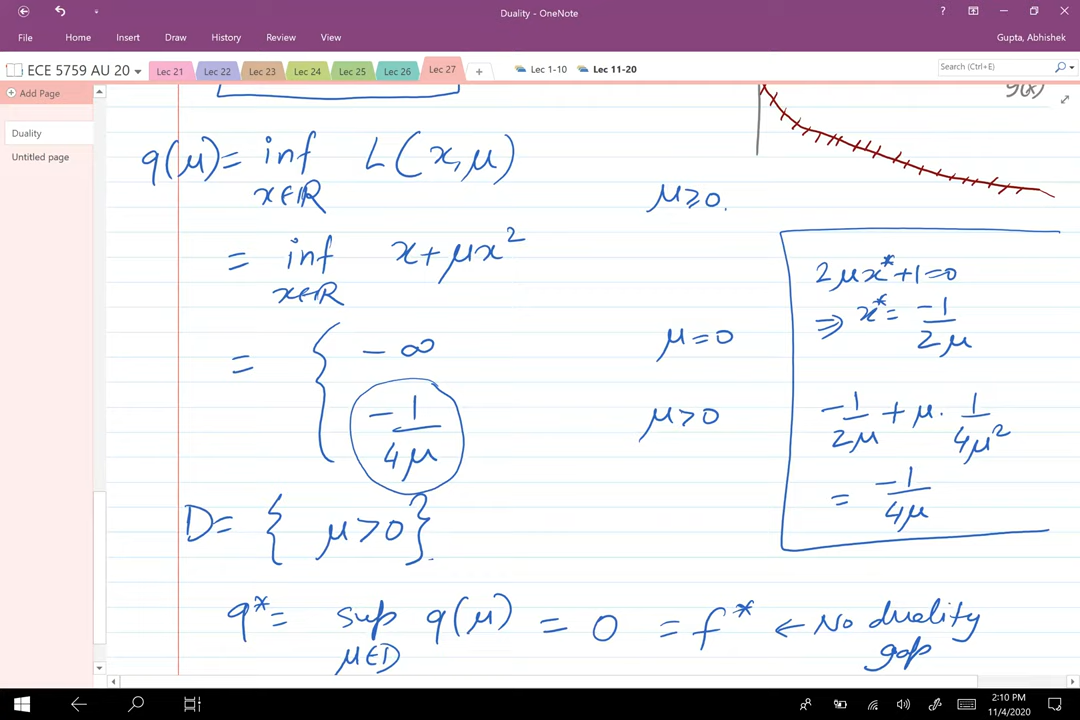 Duality - OneNote
?
Gupta, Abhishek
File Home Insert Draw History Review View
ECE 5759 AU 20
Lec 21 Lec 22 Lec 23 Lec 24 Lec 25 Lec 26 Lec 27 + Lec 1-10 Lec 11-20
Search (Ctrl+E)
Add Page
Duality
Untitled page
g(x)
q(μ) = inf L(x, μ)
x∈ℝ
μ ≥ 0.
= inf x + μx²
x∈ℝ
= { -∞ μ = 0
-1/4μ μ > 0
2μx* + 1 = 0
⇒ x* = -1/2μ
-1/2μ + μ · 1/4μ²
= -1/4μ
D = { μ > 0 }
q* = sup q(μ) = 0 = f* ← No duality
μ∈D gap
2:10 PM
11/4/2020